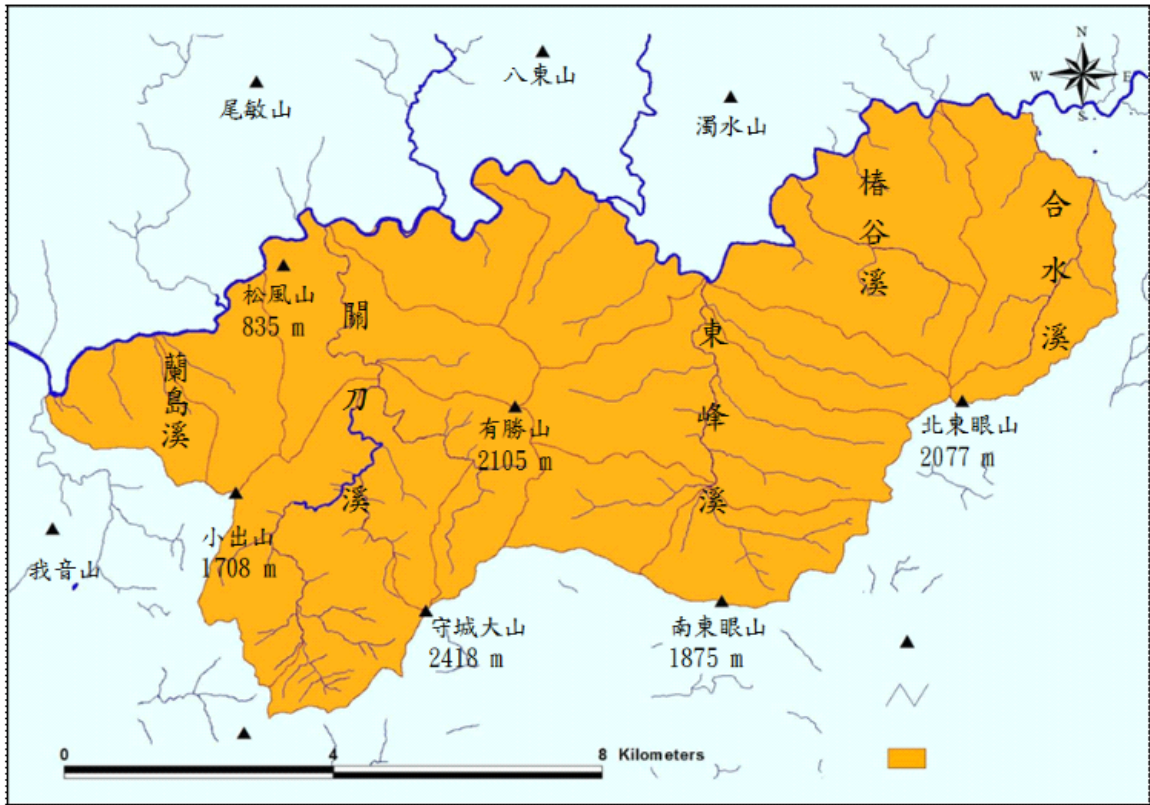 N
W E
S
八東山
尾敏山
濁水山
椿谷溪
合水溪
松風山
835 m
關刀溪
東峰溪
蘭島溪
有勝山
2105 m
北東眼山
2077 m
小出山
1708 m
我音山
守城大山
2418 m
南東眼山
1875 m
0 4 8 Kilometers